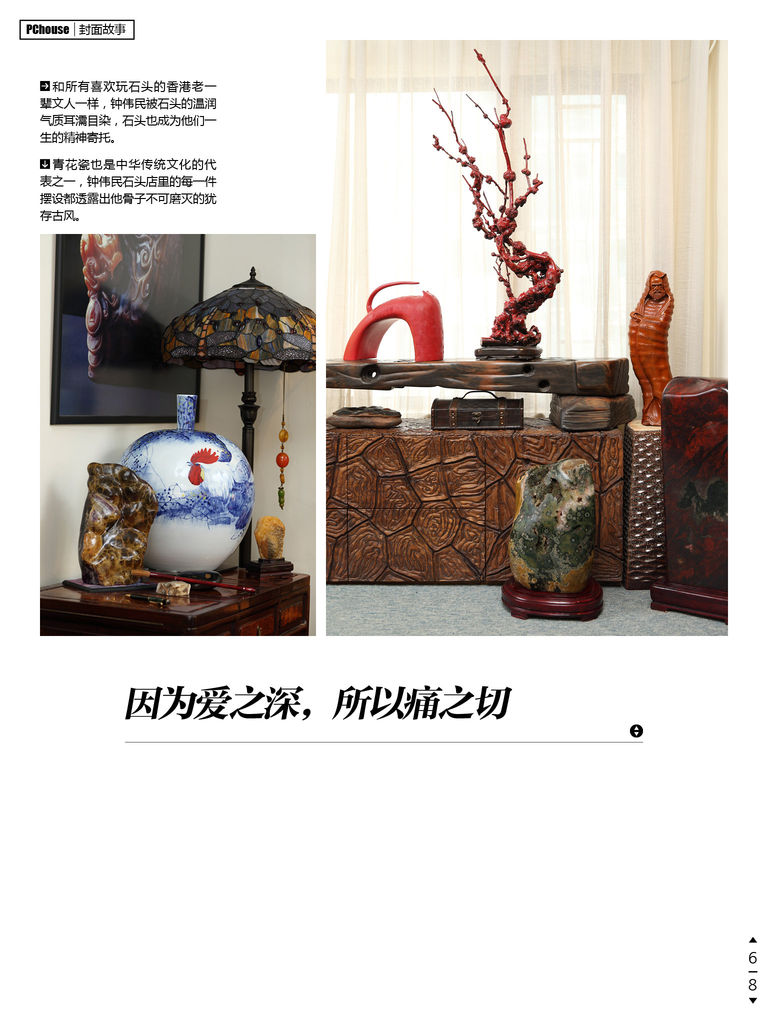 PChouse 封面故事
和所有喜欢玩石头的香港老一
辈文人一样，钟伟民被石头的温润
气质耳濡目染，石头也成为他们一
生的精神寄托。
青花瓷也是中华传统文化的代
表之一，钟伟民石头店里的每一件
摆设都透露出他骨子不可磨灭的犹
存古风。
因为爱之深，所以痛之切
6
8